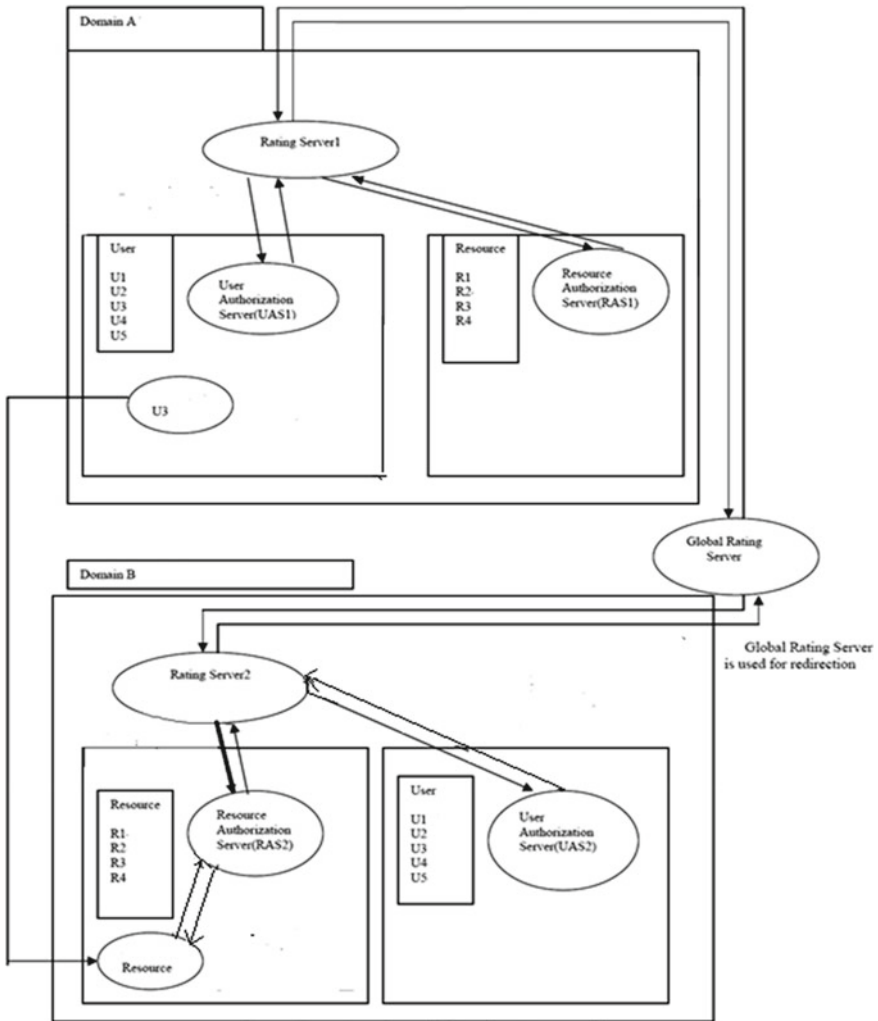 Domain A
Rating Server1
User
U1
U2
U3
U4
U5
User
Authorization
Server(UAS1)
Resource
R1
R2
R3
R4
Resource
Authorization
Server(RAS1)
U3
Global Rating
Server
Domain B
Global Rating Server
is used for redirection
Rating Server2
Resource
R1
R2
R3
R4
Resource
Authorization
Server(RAS2)
User
U1
U2
U3
U4
U5
User
Authorization
Server(UAS2)
Resource